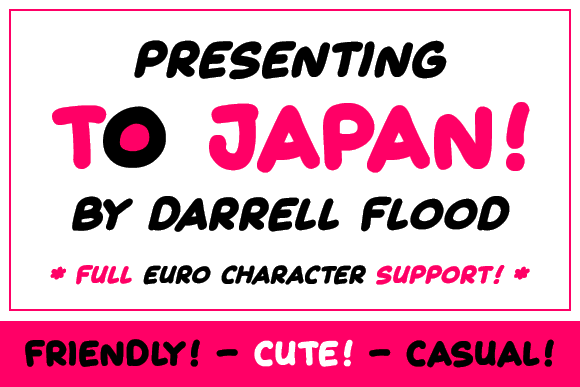 PRESENTING
TO JAPAN!
BY DARRELL FLOOD
* FULL EURO CHARACTER SUPPORT! *
FRIENDLY! – CUTE! – CASUAL!